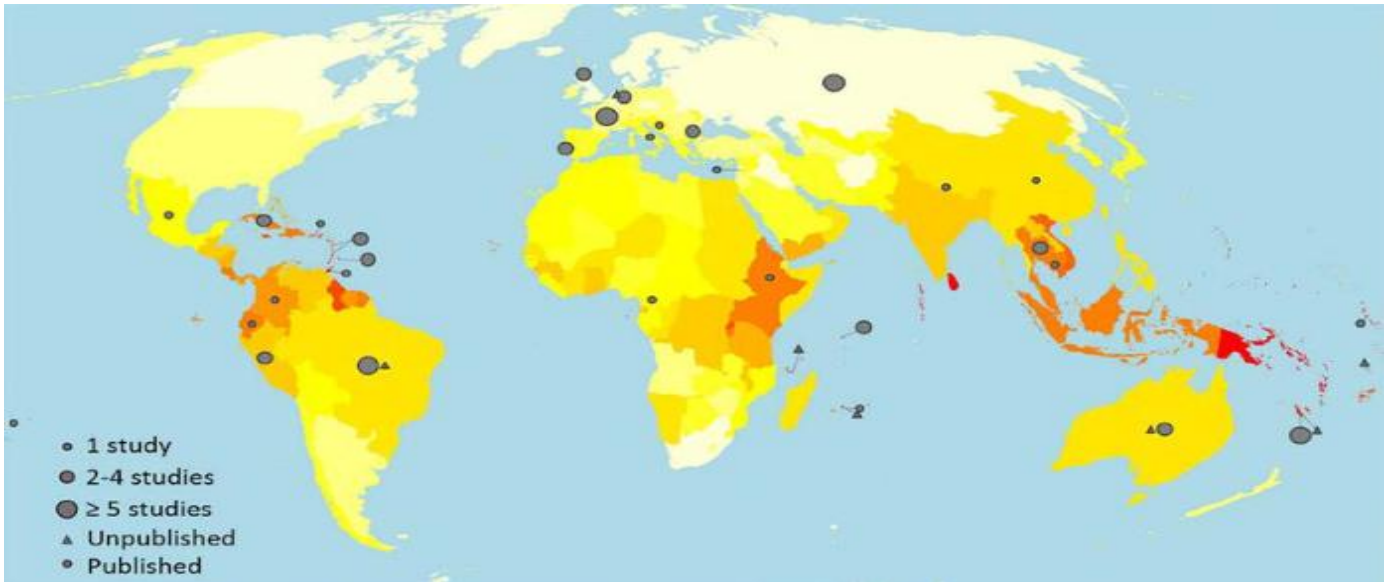 1 study
2-4 studies
≥ 5 studies
Unpublished
Published